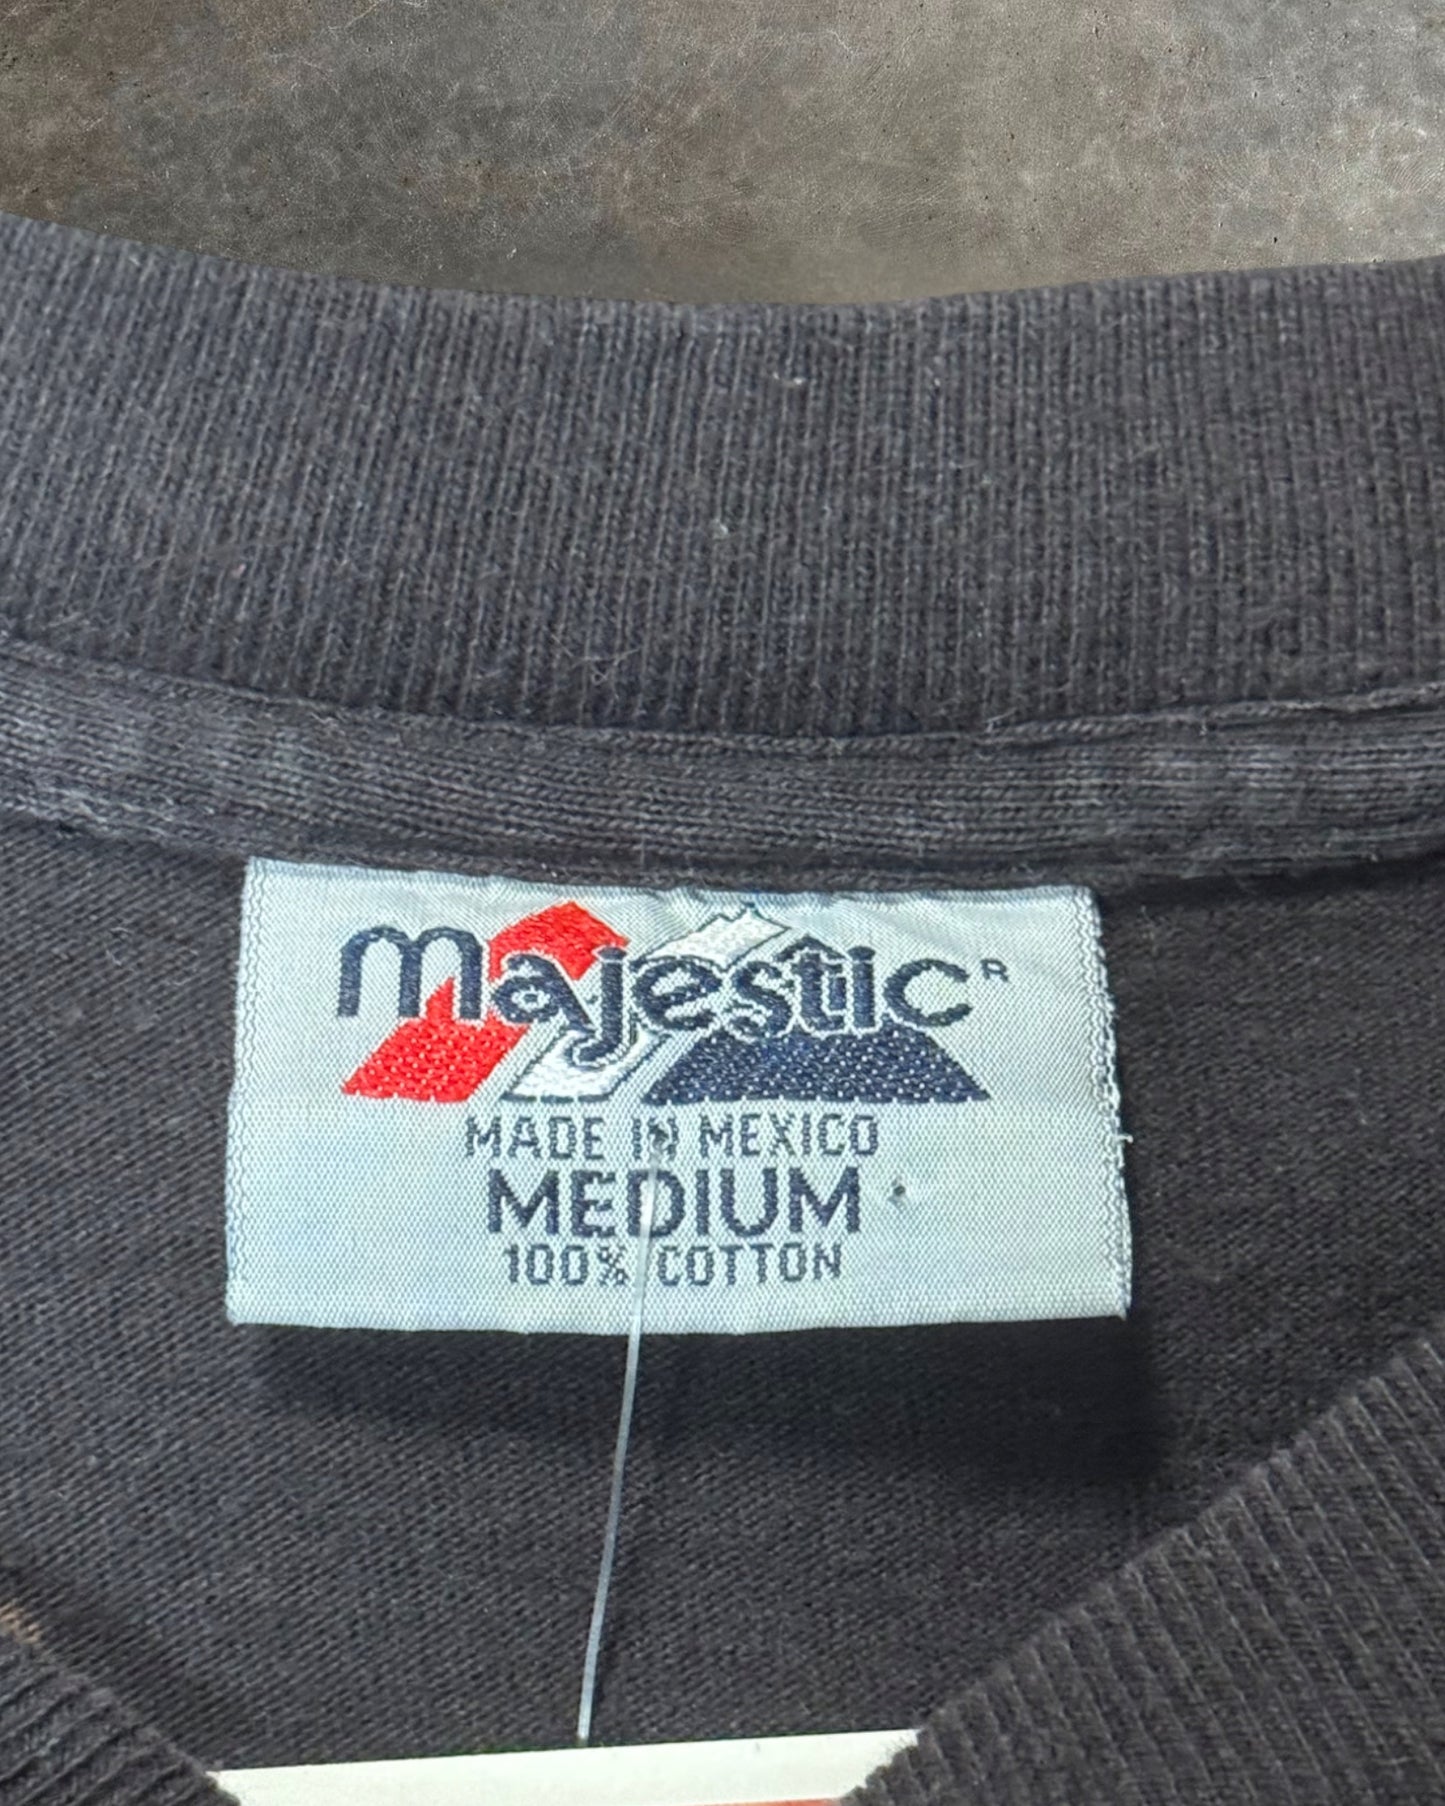 majestic R
MADE IN MEXICO
MEDIUM
100% COTTON